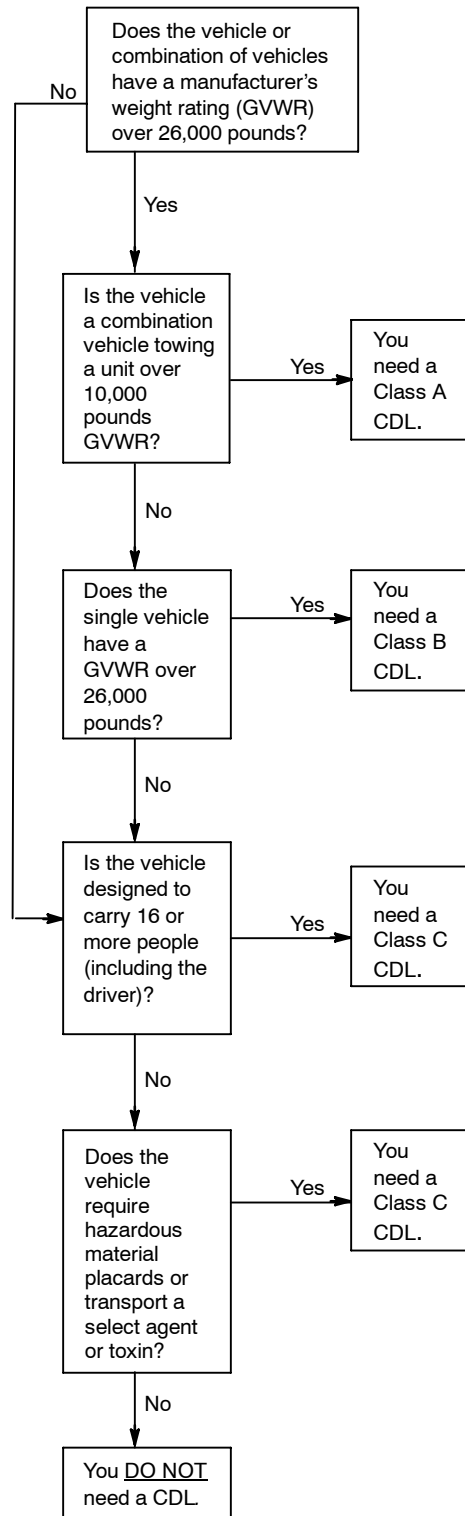 Does the vehicle or
combination of vehicles
have a manufacturer's
weight rating (GVWR)
over 26,000 pounds?
No
Yes
Is the vehicle
a combination
vehicle towing
a unit over
10,000
pounds
GVWR?
Yes
You
need a
Class A
CDL.
No
Does the
single vehicle
have a
GVWR over
26,000
pounds?
Yes
You
need a
Class B
CDL.
No
Is the vehicle
designed to
carry 16 or
more people
(including the
driver)?
Yes
You
need a
Class C
CDL.
No
Does the
vehicle
require
hazardous
material
placards or
transport a
select agent
or toxin?
Yes
You
need a
Class C
CDL.
No
You DO NOT
need a CDL.